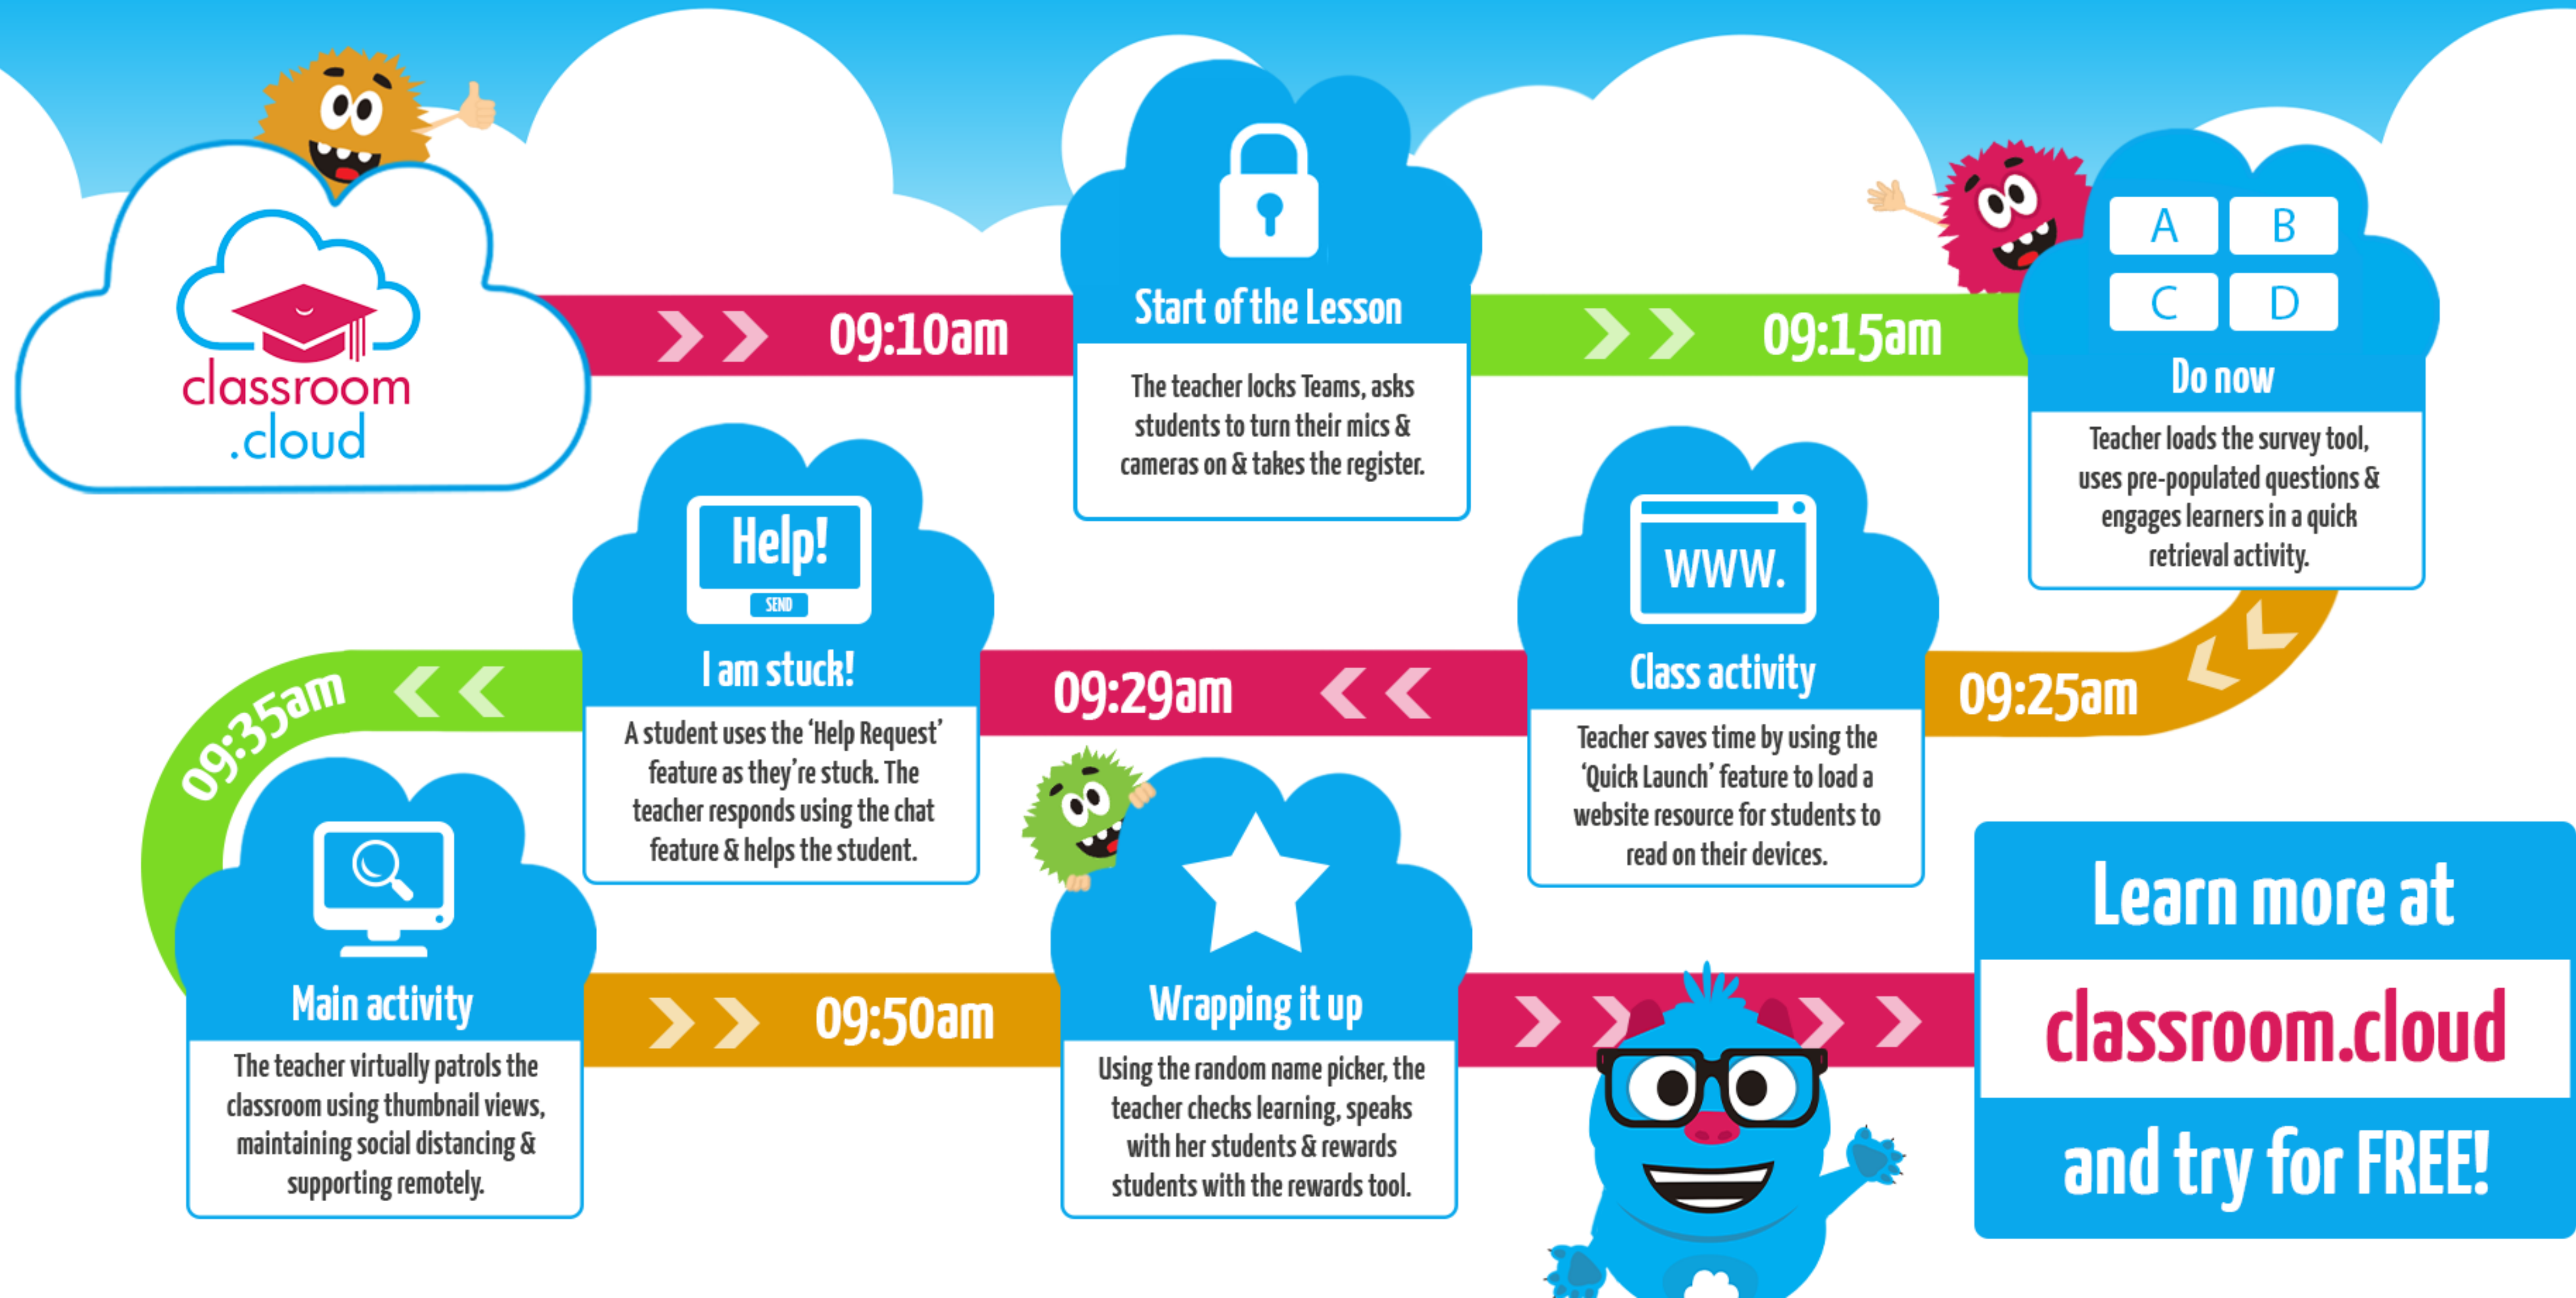 classroom
.cloud
09:10am
Start of the Lesson
The teacher locks Teams, asks
students to turn their mics &
cameras on & takes the register.
09:15am
A B
C D
Do now
Teacher loads the survey tool,
uses pre-populated questions &
engages learners in a quick
retrieval activity.
09:25am
www.
Class activity
Teacher saves time by using the
‘Quick Launch’ feature to load a
website resource for students to
read on their devices.
09:29am
Help!
SEND
I am stuck!
A student uses the ‘Help Request’
feature as they’re stuck. The
teacher responds using the chat
feature & helps the student.
09:35am
Main activity
The teacher virtually patrols the
classroom using thumbnail views,
maintaining social distancing &
supporting remotely.
09:50am
Wrapping it up
Using the random name picker, the
teacher checks learning, speaks
with her students & rewards
students with the rewards tool.
Learn more at
classroom.cloud
and try for FREE!